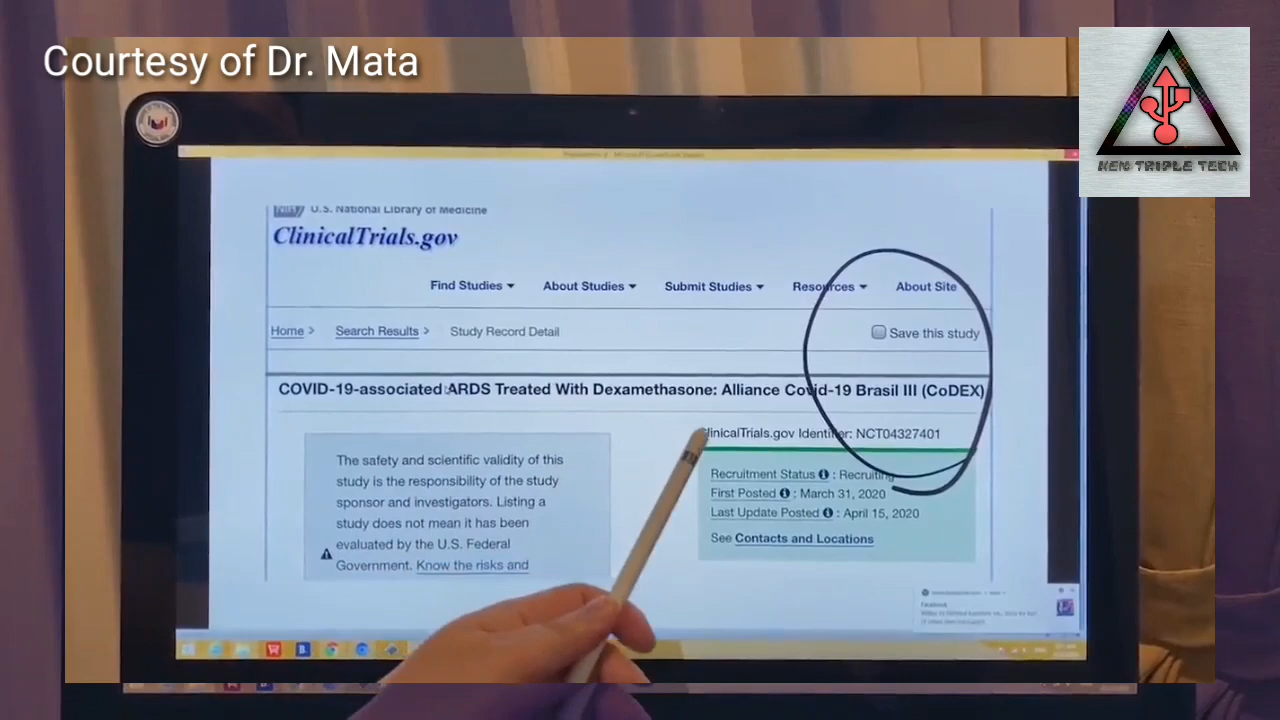 Courtesy of Dr. Mata
KEN TRIPLE TECH
NIH U.S. National Library of Medicine
ClinicalTrials.gov
Find Studies
About Studies
Submit Studies
Resources
About Site
Home >
Search Results >
Study Record Detail
Save this study
COVID-19-associated ARDS Treated With Dexamethasone: Alliance Covid-19 Brasil III (CoDEX)
ClinicalTrials.gov Identifier: NCT04327401
The safety and scientific validity of this
study is the responsibility of the study
sponsor and investigators. Listing a
study does not mean it has been
evaluated by the U.S. Federal
Government. Know the risks and
Recruitment Status : Recruiting
First Posted : March 31, 2020
Last Update Posted : April 15, 2020
See Contacts and Locations
Facebook